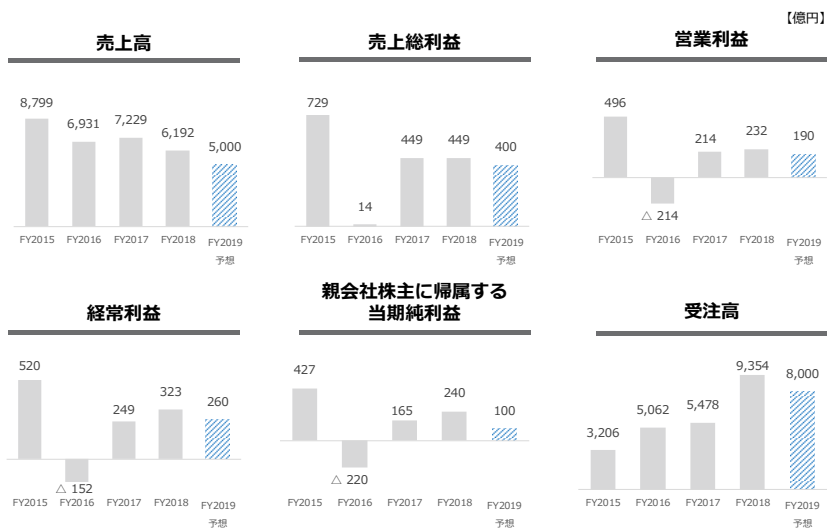 【億円】
売上高
8,799
6,931
7,229
6,192
5,000
FY2015 FY2016 FY2017 FY2018 FY2019
予想
売上総利益
729
14
449
449
400
FY2015 FY2016 FY2017 FY2018 FY2019
予想
営業利益
496
△ 214
214
232
190
FY2015 FY2016 FY2017 FY2018 FY2019
予想
経常利益
520
△ 152
249
323
260
FY2015 FY2016 FY2017 FY2018 FY2019
予想
親会社株主に帰属する
当期純利益
427
△ 220
165
240
100
FY2015 FY2016 FY2017 FY2018 FY2019
予想
受注高
3,206
5,062
5,478
9,354
8,000
FY2015 FY2016 FY2017 FY2018 FY2019
予想